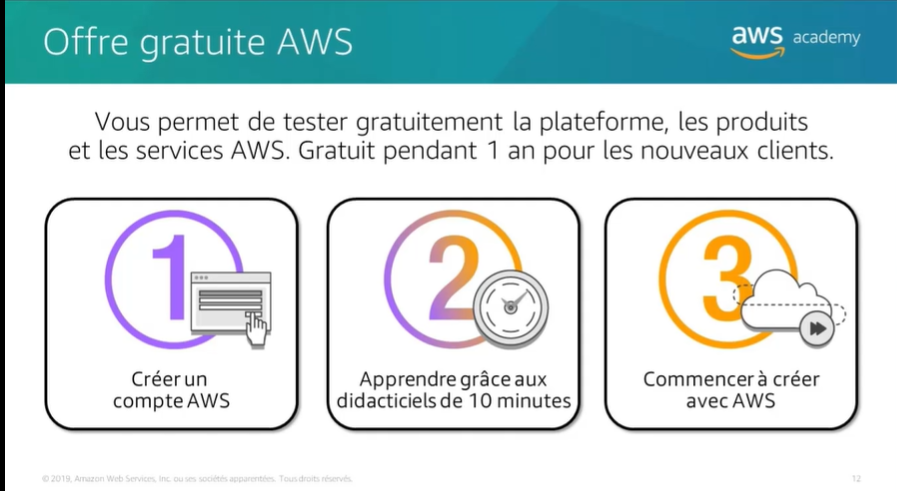 Offre gratuite AWS
aws academy
Vous permet de tester gratuitement la plateforme, les produits
et les services AWS. Gratuit pendant 1 an pour les nouveaux clients.
1
Créer un
compte AWS
2
Apprendre grâce aux
didacticiels de 10 minutes
3
Commencer à créer
avec AWS
© 2019, Amazon Web Services, Inc. ou ses sociétés apparentées. Tous droits réservés.
12